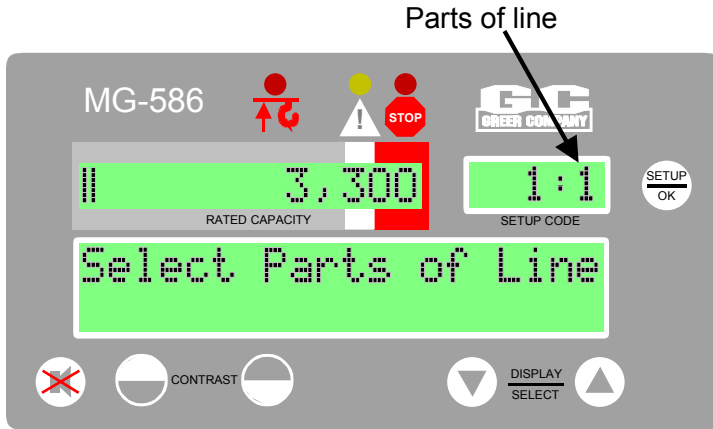 Parts of line
MG-586
GIC
GREER COMPANY
!
STOP
3,300
1:1
SETUP
OK
RATED CAPACITY
SETUP CODE
Select Parts of Line
CONTRAST
DISPLAY
SELECT